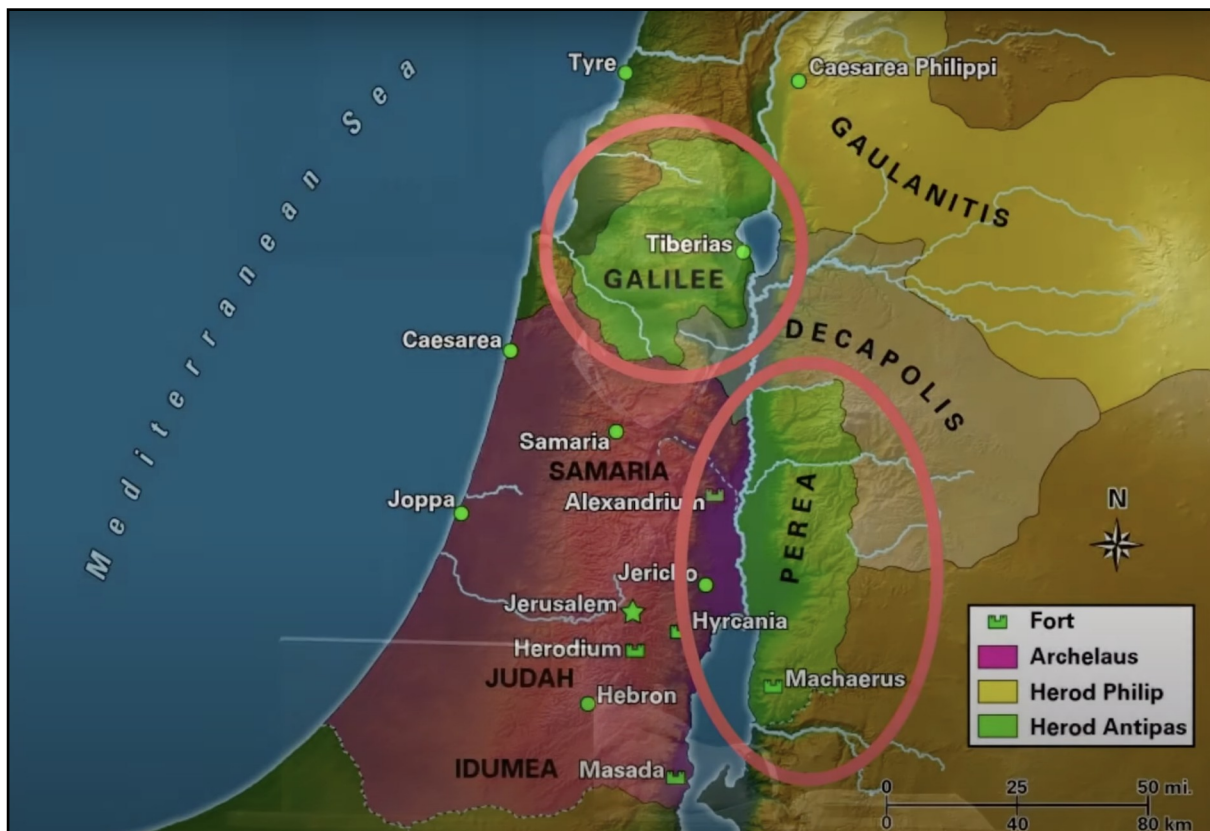 Mediterranean Sea
Tyre
Caesarea Philippi
GAULANITIS
Tiberias
GALILEE
Caesarea
DECAPOLIS
Samaria
SAMARIA
Alexandrium
Joppa
PEREA
N
Jericho
Jerusalem
Hyrcania
Herodium
JUDAH
Machaerus
Hebron
IDUMEA
Masada
Fort
Archelaus
Herod Philip
Herod Antipas
0 25 50 mi.
0 40 80 km